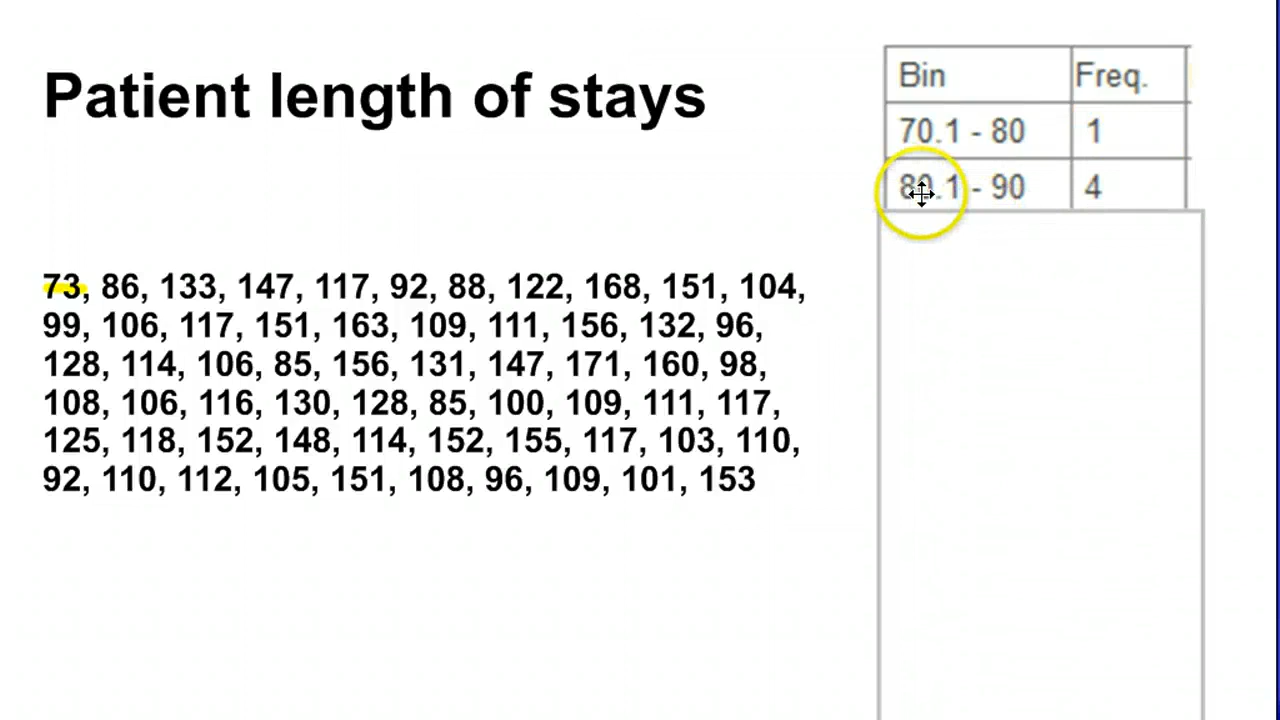 Patient length of stays
Bin Freq.
70.1 - 80 1
80.1 - 90 4
73, 86, 133, 147, 117, 92, 88, 122, 168, 151, 104,
99, 106, 117, 151, 163, 109, 111, 156, 132, 96,
128, 114, 106, 85, 156, 131, 147, 171, 160, 98,
108, 106, 116, 130, 128, 85, 100, 109, 111, 117,
125, 118, 152, 148, 114, 152, 155, 117, 103, 110,
92, 110, 112, 105, 151, 108, 96, 109, 101, 153